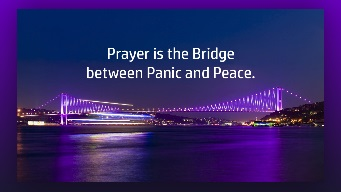 Prayer is the Bridge
between Panic and Peace.